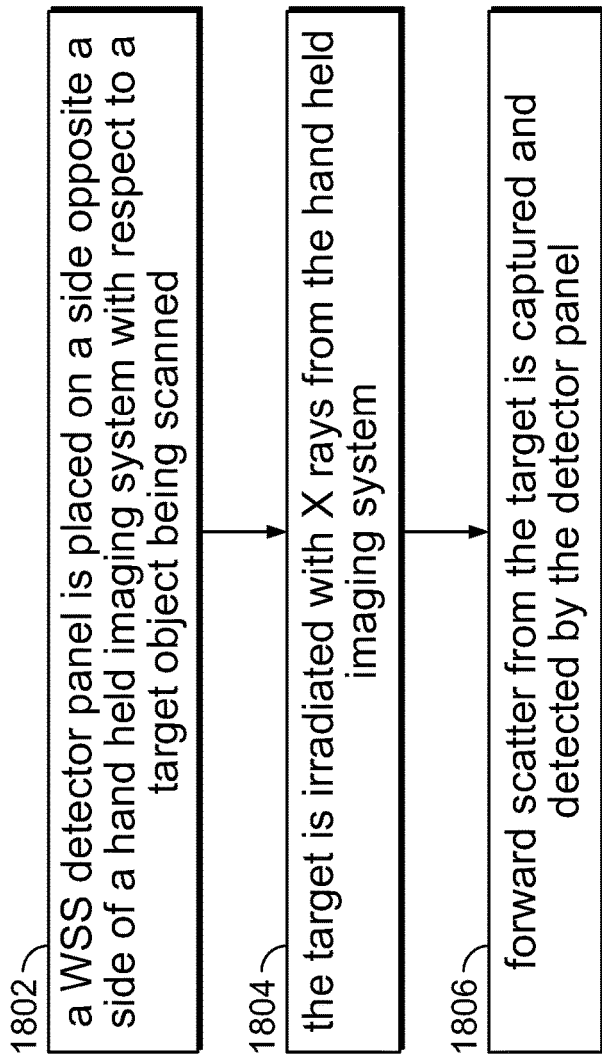 1802
a WSS detector panel is placed on a side opposite a
side of a hand held imaging system with respect to a
target object being scanned
1804
the target is irradiated with X rays from the hand held
imaging system
1806
forward scatter from the target is captured and
detected by the detector panel